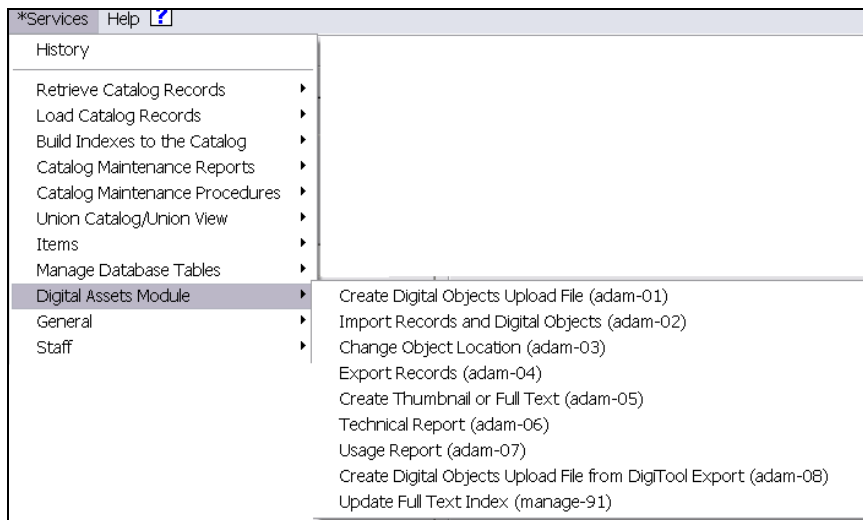 *Services Help ?
History
Retrieve Catalog Records
Load Catalog Records
Build Indexes to the Catalog
Catalog Maintenance Reports
Catalog Maintenance Procedures
Union Catalog/Union View
Items
Manage Database Tables
Digital Assets Module
General
Staff
Create Digital Objects Upload File (adam-01)
Import Records and Digital Objects (adam-02)
Change Object Location (adam-03)
Export Records (adam-04)
Create Thumbnail or Full Text (adam-05)
Technical Report (adam-06)
Usage Report (adam-07)
Create Digital Objects Upload File from DigiTool Export (adam-08)
Update Full Text Index (manage-91)